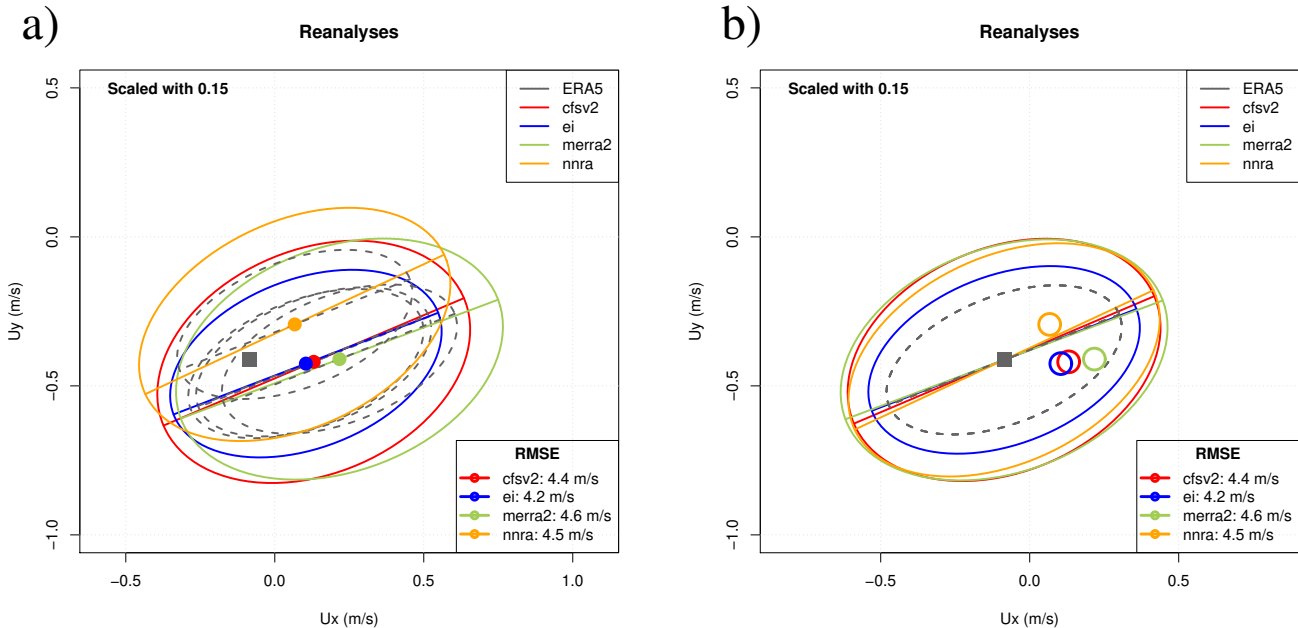 a)
Reanalyses
Scaled with 0.15
ERA5
cfsv2
ei
merra2
nnra
0.5
0.0
−0.5
−1.0
Uy (m/s)
RMSE
cfsv2: 4.4 m/s
ei: 4.2 m/s
merra2: 4.6 m/s
nnra: 4.5 m/s
−0.5
0.0
0.5
1.0
Ux (m/s)
b)
Reanalyses
Scaled with 0.15
ERA5
cfsv2
ei
merra2
nnra
0.5
0.0
−0.5
−1.0
Uy (m/s)
RMSE
cfsv2: 4.4 m/s
ei: 4.2 m/s
merra2: 4.6 m/s
nnra: 4.5 m/s
−0.5
0.0
0.5
Ux (m/s)